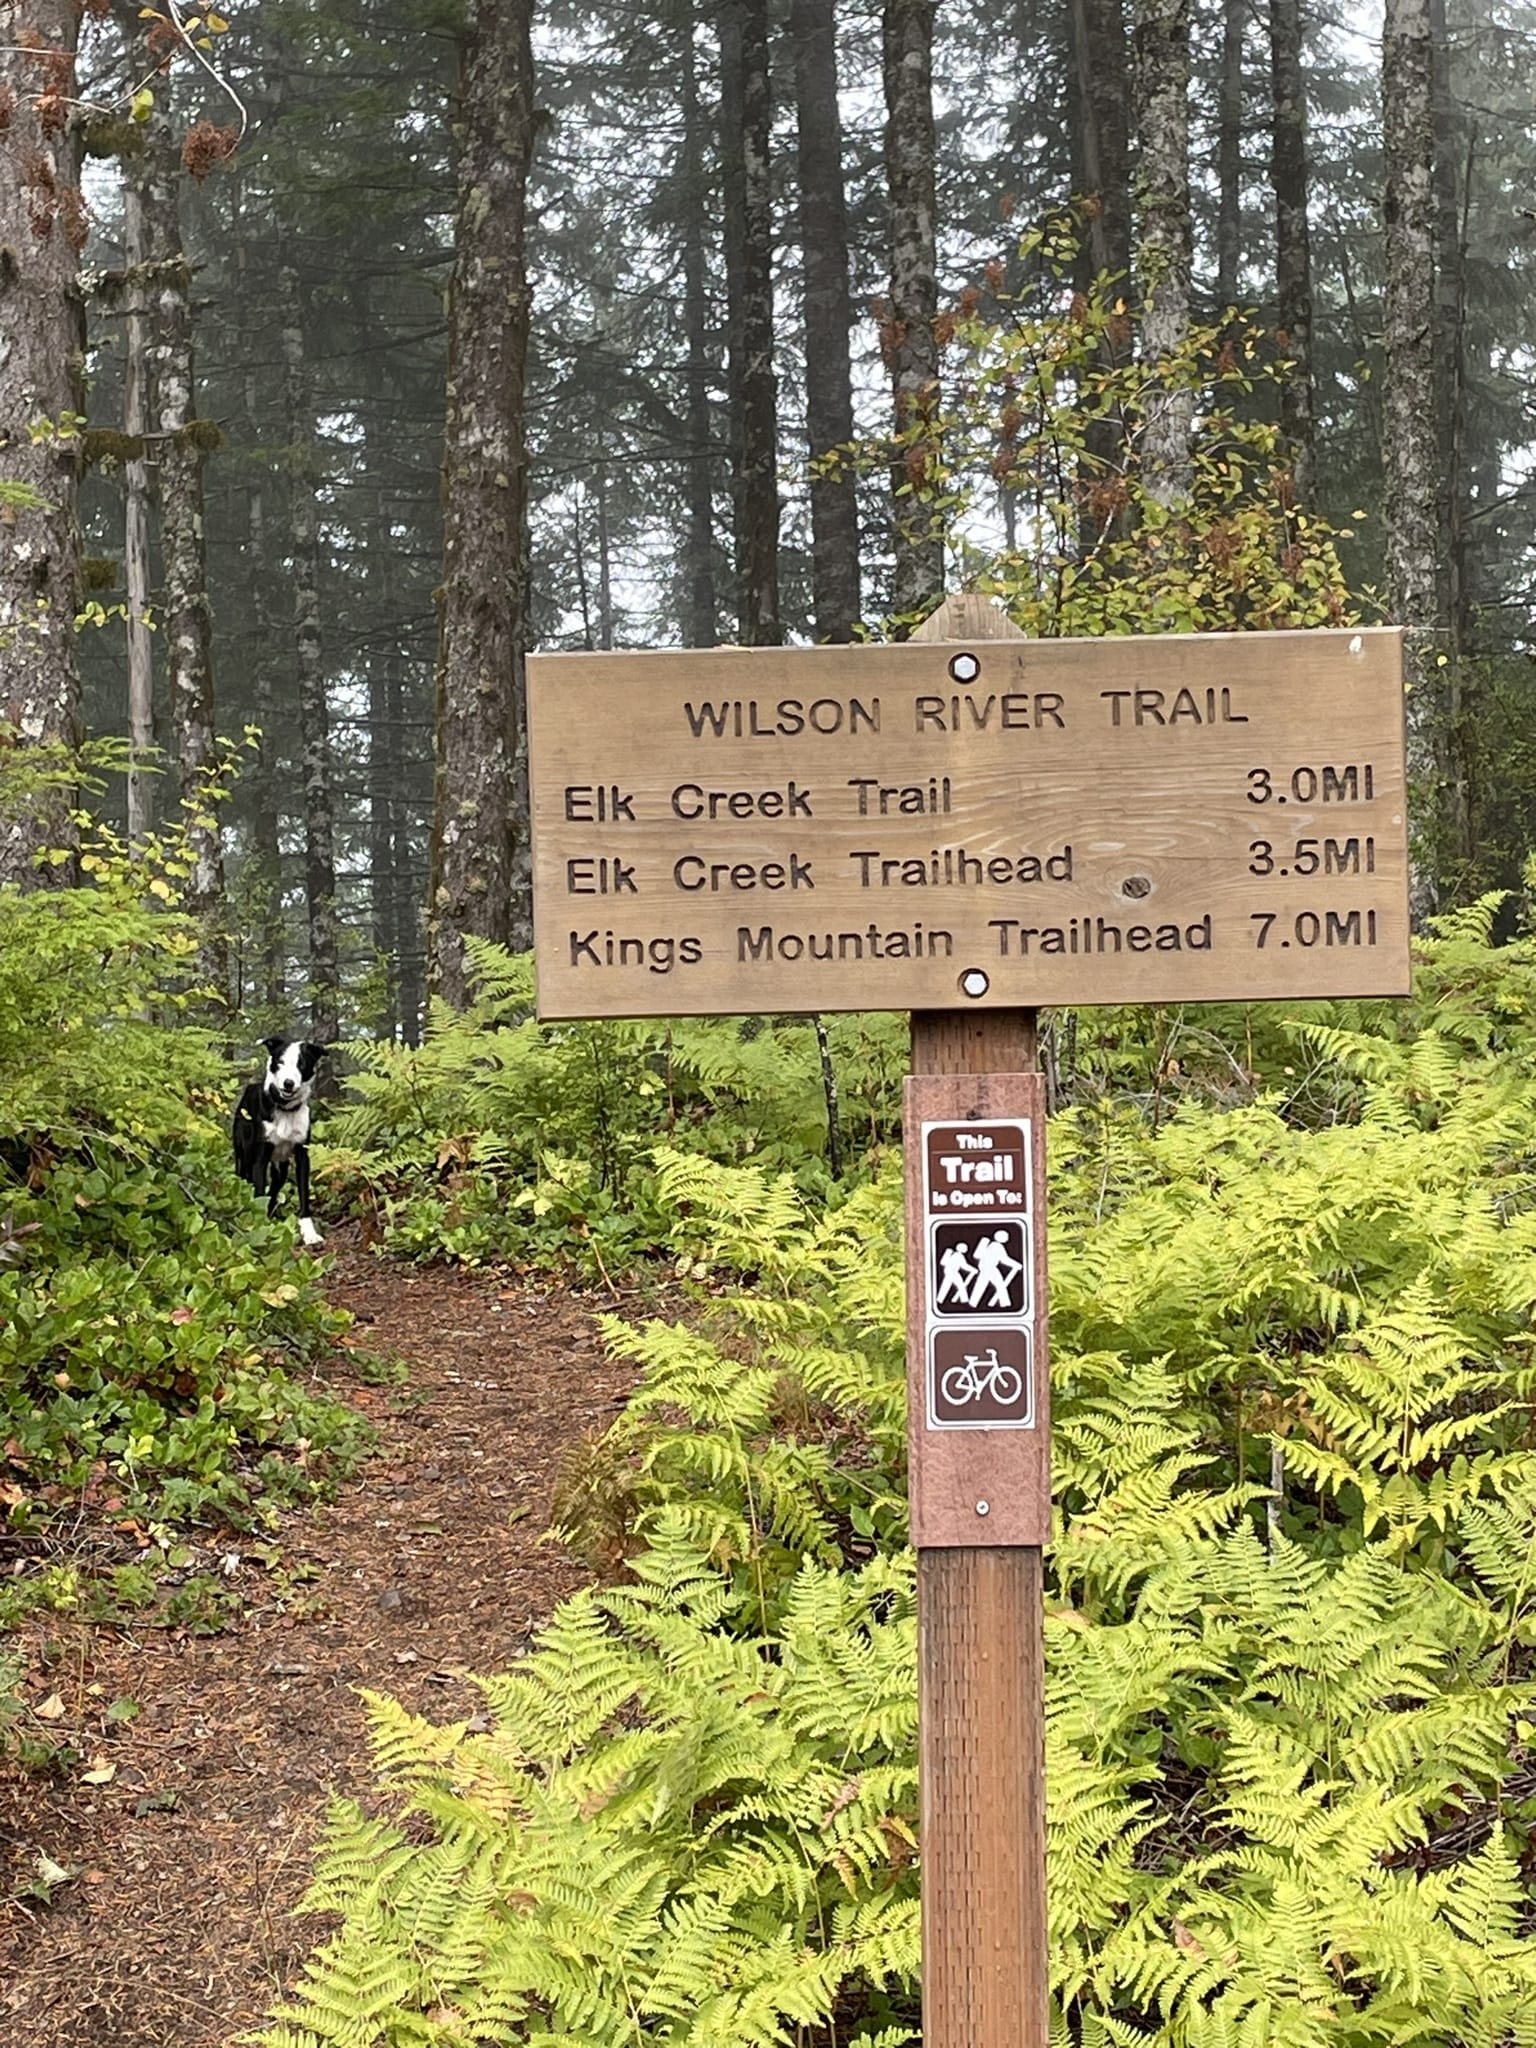 WILSON RIVER TRAIL
Elk Creek Trail 3.0MI
Elk Creek Trailhead 3.5MI
Kings Mountain Trailhead 7.0MI
This
Trail
is Open To: